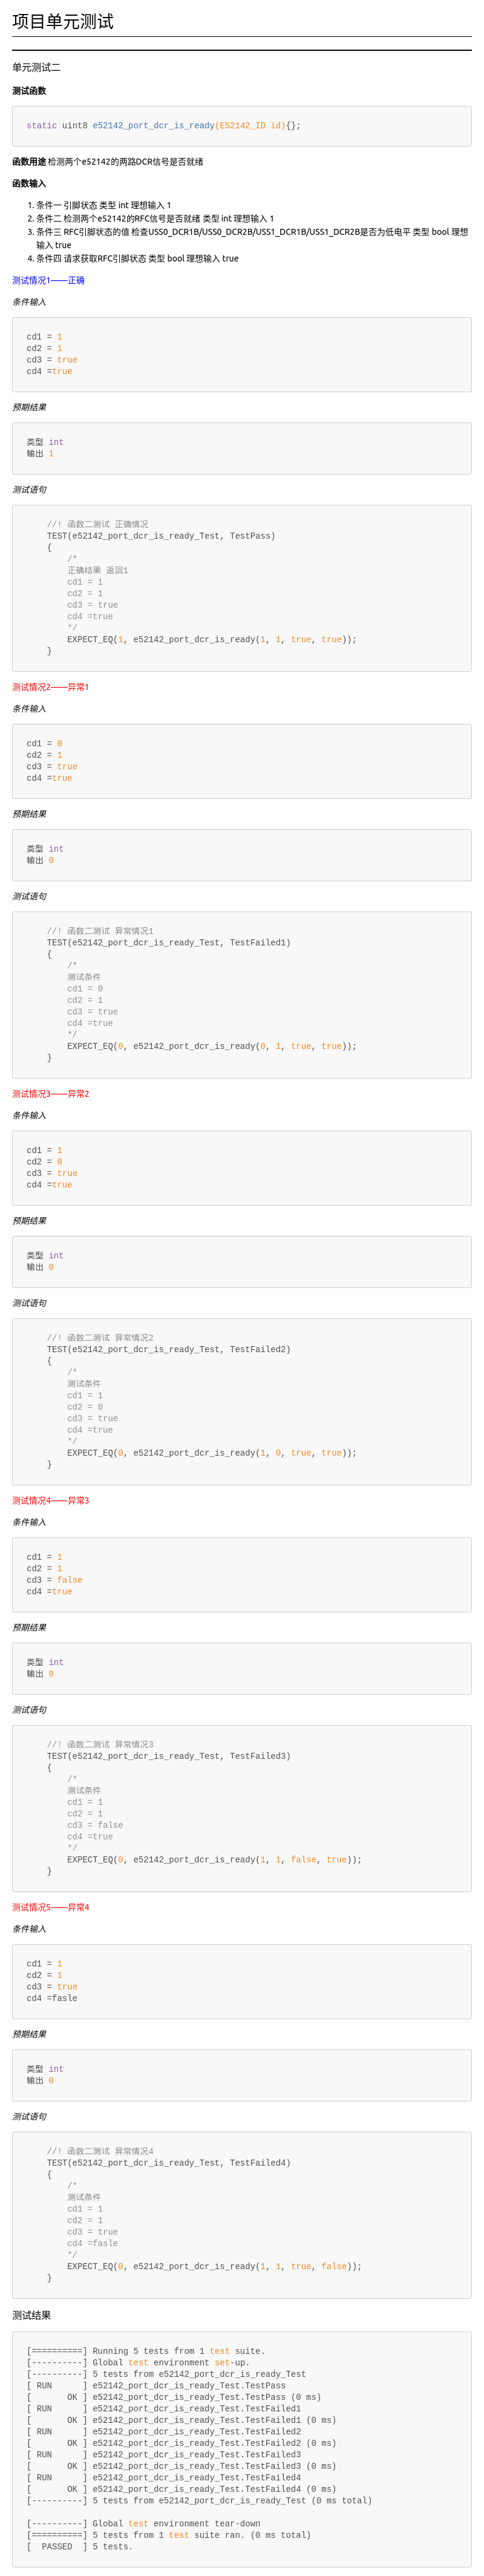 项目单元测试
单元测试二
测试函数
static uint8 e52142_port_dcr_is_ready(E52142_ID id){};
函数用途 检测两个e52142的两路DCR信号是否就绪
函数输入
1. 条件一 引脚状态 类型 int 理想输入 1
2. 条件二 检测两个e52142的RFC信号是否就绪 类型 int 理想输入 1
3. 条件三 RFC引脚状态的值 检查USS0_DCR1B/USS0_DCR2B/USS1_DCR1B/USS1_DCR2B是否为低电平 类型 bool 理想
输入 true
4. 条件四 请求获取RFC引脚状态 类型 bool 理想输入 true
测试情况1——正确
条件输入
cd1 = 1
cd2 = 1
cd3 = true
cd4 =true
预期结果
类型 int
输出 1
测试语句
//! 函数二测试 正确情况
TEST(e52142_port_dcr_is_ready_Test, TestPass)
{
/*
正确结果 返回1
cd1 = 1
cd2 = 1
cd3 = true
cd4 =true
*/
EXPECT_EQ(1, e52142_port_dcr_is_ready(1, 1, true, true));
}
测试情况2——异常1
条件输入
cd1 = 0
cd2 = 1
cd3 = true
cd4 =true
预期结果
类型 int
输出 0
测试语句
//! 函数二测试 异常情况1
TEST(e52142_port_dcr_is_ready_Test, TestFailed1)
{
/*
测试条件
cd1 = 0
cd2 = 1
cd3 = true
cd4 =true
*/
EXPECT_EQ(0, e52142_port_dcr_is_ready(0, 1, true, true));
}
测试情况3——异常2
条件输入
cd1 = 1
cd2 = 0
cd3 = true
cd4 =true
预期结果
类型 int
输出 0
测试语句
//! 函数二测试 异常情况2
TEST(e52142_port_dcr_is_ready_Test, TestFailed2)
{
/*
测试条件
cd1 = 1
cd2 = 0
cd3 = true
cd4 =true
*/
EXPECT_EQ(0, e52142_port_dcr_is_ready(1, 0, true, true));
}
测试情况4——异常3
条件输入
cd1 = 1
cd2 = 1
cd3 = false
cd4 =true
预期结果
类型 int
输出 0
测试语句
//! 函数二测试 异常情况3
TEST(e52142_port_dcr_is_ready_Test, TestFailed3)
{
/*
测试条件
cd1 = 1
cd2 = 1
cd3 = false
cd4 =true
*/
EXPECT_EQ(0, e52142_port_dcr_is_ready(1, 1, false, true));
}
测试情况5——异常4
条件输入
cd1 = 1
cd2 = 1
cd3 = true
cd4 =fasle
预期结果
类型 int
输出 0
测试语句
//! 函数二测试 异常情况4
TEST(e52142_port_dcr_is_ready_Test, TestFailed4)
{
/*
测试条件
cd1 = 1
cd2 = 1
cd3 = true
cd4 =fasle
*/
EXPECT_EQ(0, e52142_port_dcr_is_ready(1, 1, true, false));
}
测试结果
[==========] Running 5 tests from 1 test suite.
[----------] Global test environment set-up.
[----------] 5 tests from e52142_port_dcr_is_ready_Test
[ RUN      ] e52142_port_dcr_is_ready_Test.TestPass
[       OK ] e52142_port_dcr_is_ready_Test.TestPass (0 ms)
[ RUN      ] e52142_port_dcr_is_ready_Test.TestFailed1
[       OK ] e52142_port_dcr_is_ready_Test.TestFailed1 (0 ms)
[ RUN      ] e52142_port_dcr_is_ready_Test.TestFailed2
[       OK ] e52142_port_dcr_is_ready_Test.TestFailed2 (0 ms)
[ RUN      ] e52142_port_dcr_is_ready_Test.TestFailed3
[       OK ] e52142_port_dcr_is_ready_Test.TestFailed3 (0 ms)
[ RUN      ] e52142_port_dcr_is_ready_Test.TestFailed4
[       OK ] e52142_port_dcr_is_ready_Test.TestFailed4 (0 ms)
[----------] 5 tests from e52142_port_dcr_is_ready_Test (0 ms total)
[----------] Global test environment tear-down
[==========] 5 tests from 1 test suite ran. (0 ms total)
[  PASSED  ] 5 tests.